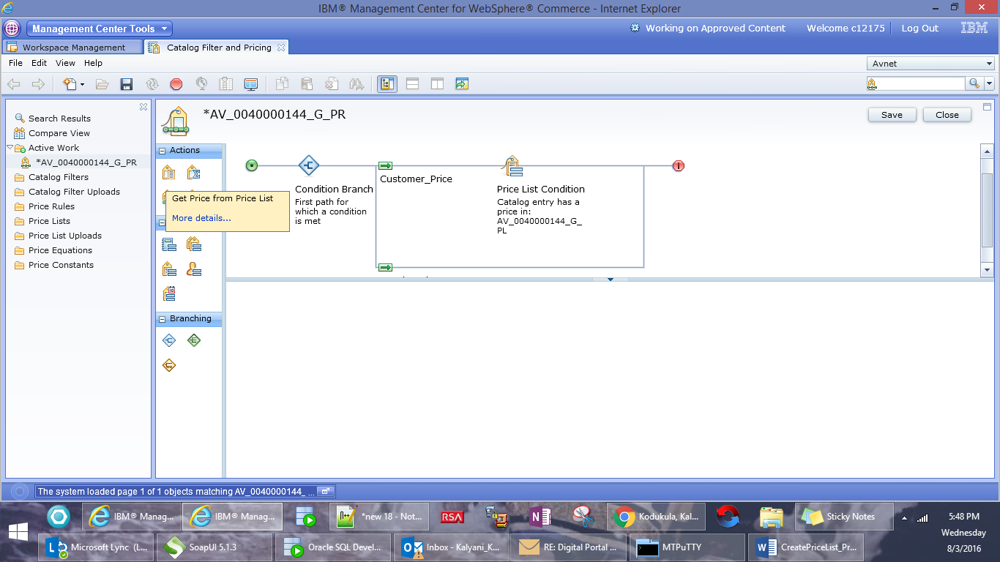 IBM® Management Center for WebSphere® Commerce - Internet Explorer
Management Center Tools
Working on Approved Content
Welcome c12175
Log Out
IBM
Workspace Management
Catalog Filter and Pricing
File Edit View Help
Avnet
Search Results
Compare View
Active Work
*AV_0040000144_G_PR
Catalog Filters
Catalog Filter Uploads
Price Rules
Price Lists
Price List Uploads
Price Equations
Price Constants
*AV_0040000144_G_PR
Save
Close
Actions
Get Price from Price List
More details...
Branching
Condition Branch
First path for
which a condition
is met
Customer_Price
Price List Condition
Catalog entry has a
price in:
AV_0040000144_G_
PL
The system loaded page 1 of 1 objects matching AV_0040000144_ ...
IBM® Manag...
IBM® Manag...
*new 18 - Not...
RSA
Kodukula, Kal...
Sticky Notes
5:48 PM
Wednesday
8/3/2016
Microsoft Lync (L...
SoapUI 5.1.3
Oracle SQL Devel...
Inbox - Kalyani_K...
RE: Digital Portal ...
MTPuTTY
CreatePriceList_Pr...